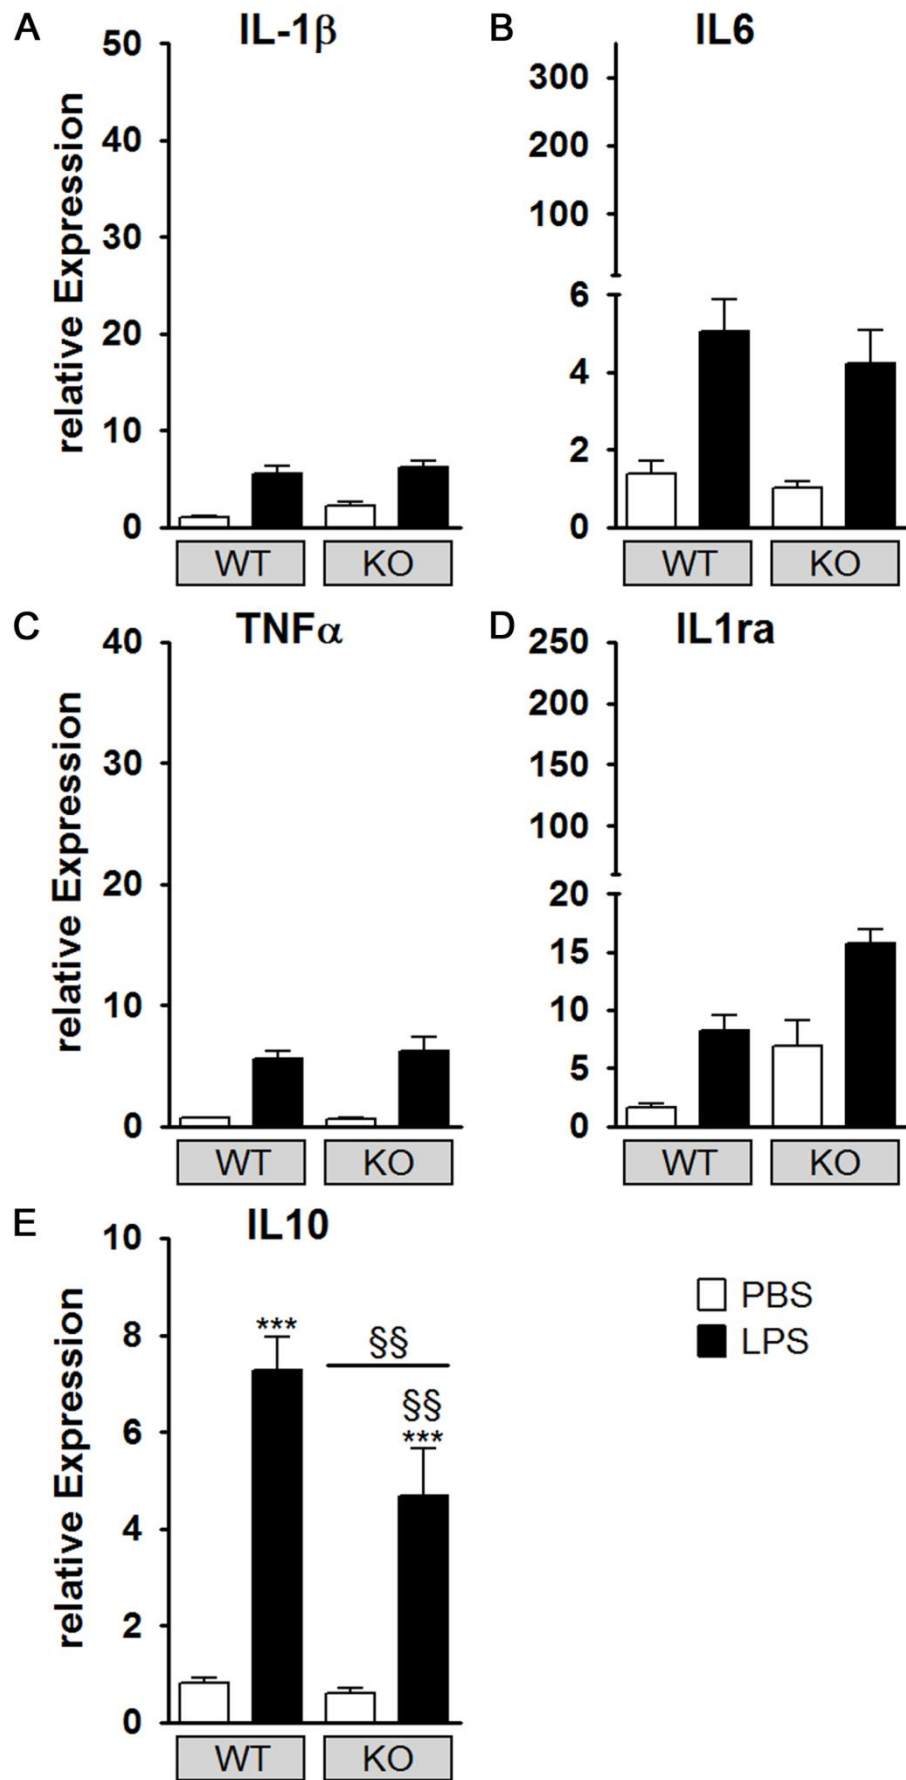 A IL-1β
50
40
30
20
10
0
relative Expression
WT KO
B IL6
300
200
100
6
4
2
0
WT KO
C TNFα
40
30
20
10
0
relative Expression
WT KO
D IL1ra
250
200
150
100
20
15
10
5
0
WT KO
E IL10
10
8
6
4
2
0
relative Expression
***
§§
§§
***
WT KO
PBS
LPS